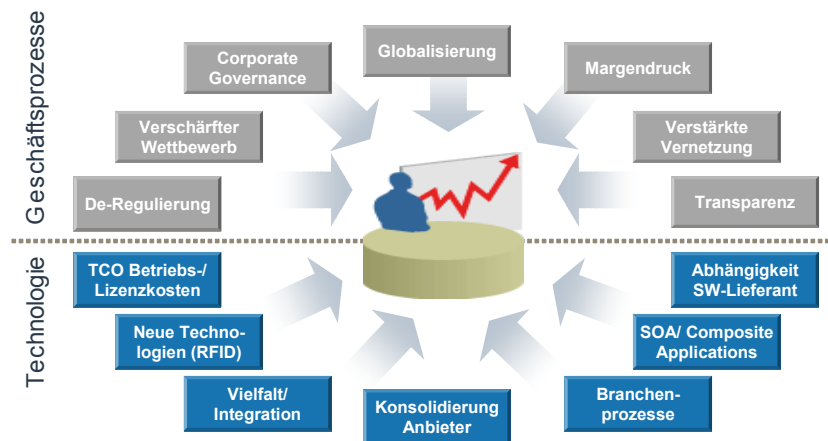 Geschäftsprozesse
Corporate
Governance
Globalisierung
Margendruck
Verschärfter
Wettbewerb
Verstärkte
Vernetzung
De-Regulierung
Transparenz
Technologie
TCO Betriebs-/
Lizenzkosten
Abhängigkeit
SW-Lieferant
Neue Techno-
logien (RFID)
SOA/ Composite
Applications
Vielfalt/
Integration
Konsolidierung
Anbieter
Branchen-
prozesse